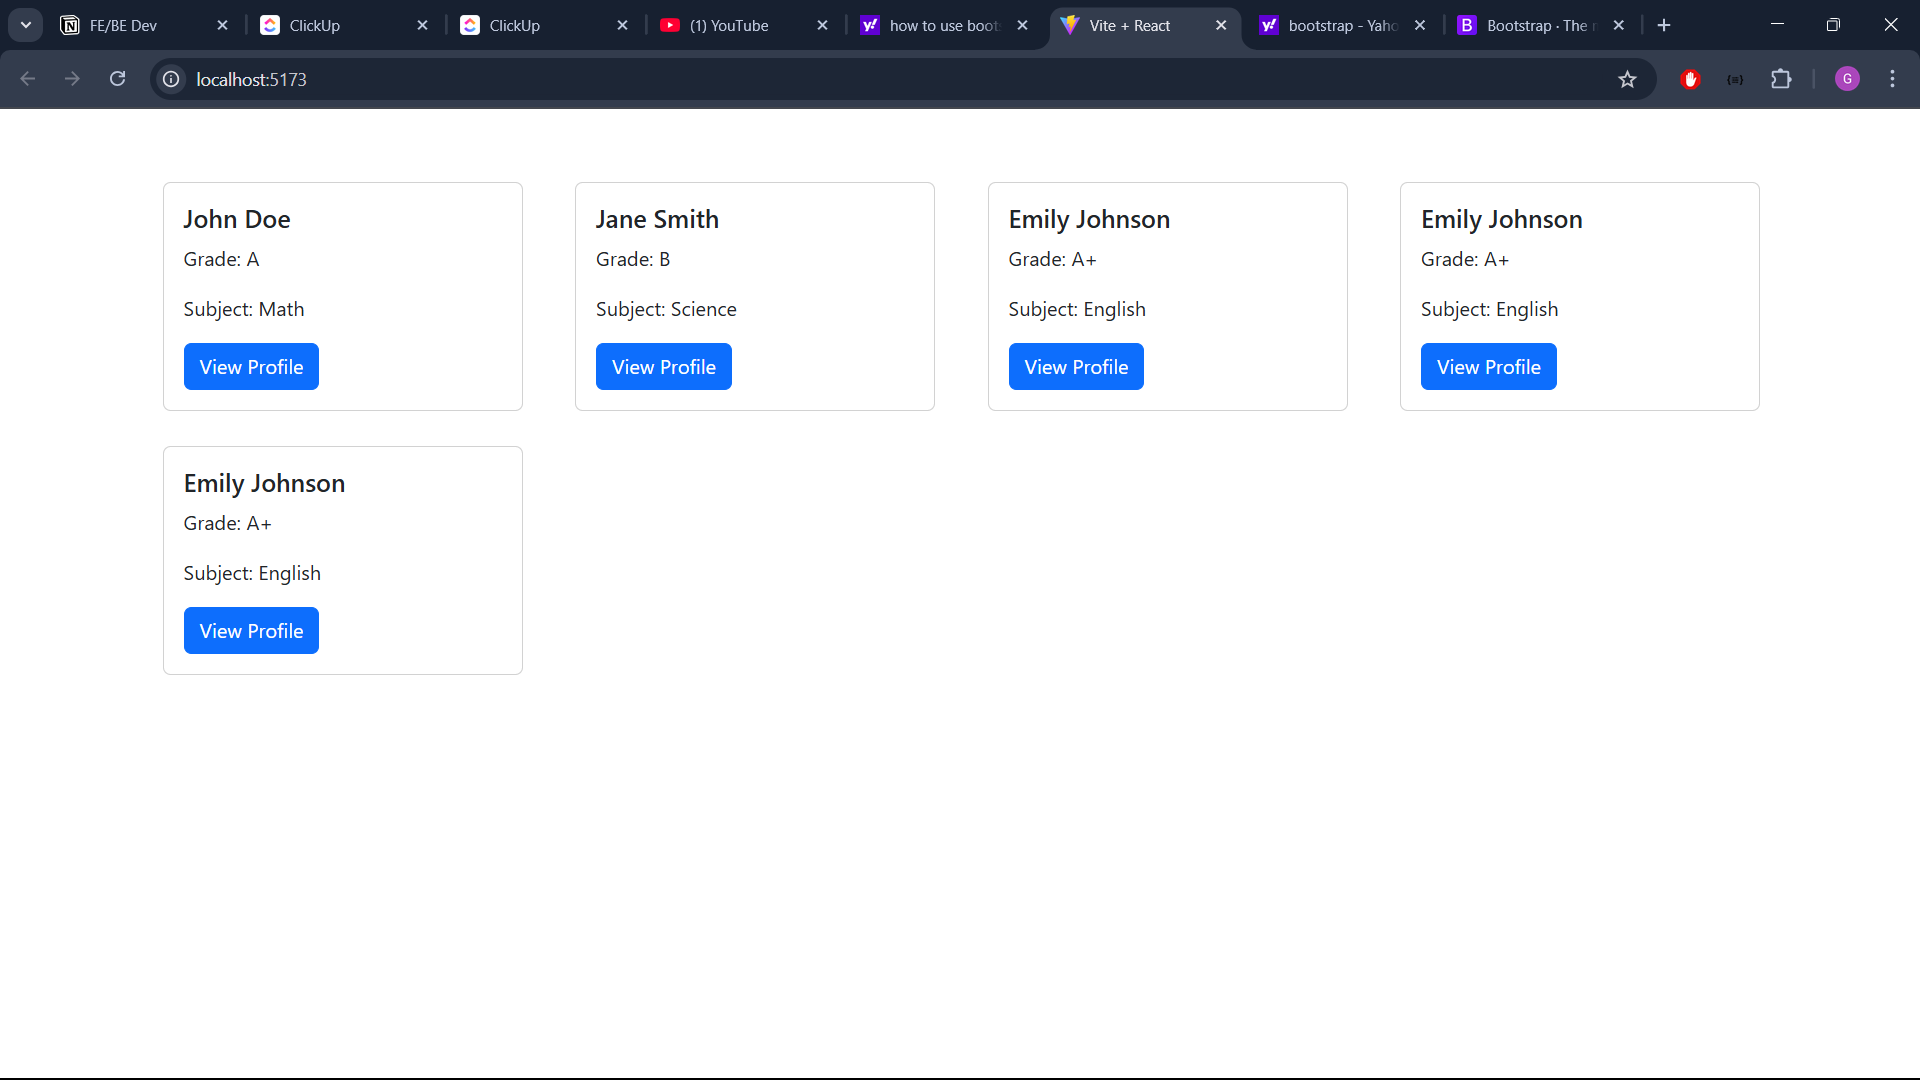 FE/BE Dev
ClickUp
ClickUp
(1) YouTube
how to use boot
Vite + React
bootstrap - Yaho
Bootstrap · The
localhost:5173
G
John Doe
Grade: A
Subject: Math
View Profile
Jane Smith
Grade: B
Subject: Science
View Profile
Emily Johnson
Grade: A+
Subject: English
View Profile
Emily Johnson
Grade: A+
Subject: English
View Profile
Emily Johnson
Grade: A+
Subject: English
View Profile